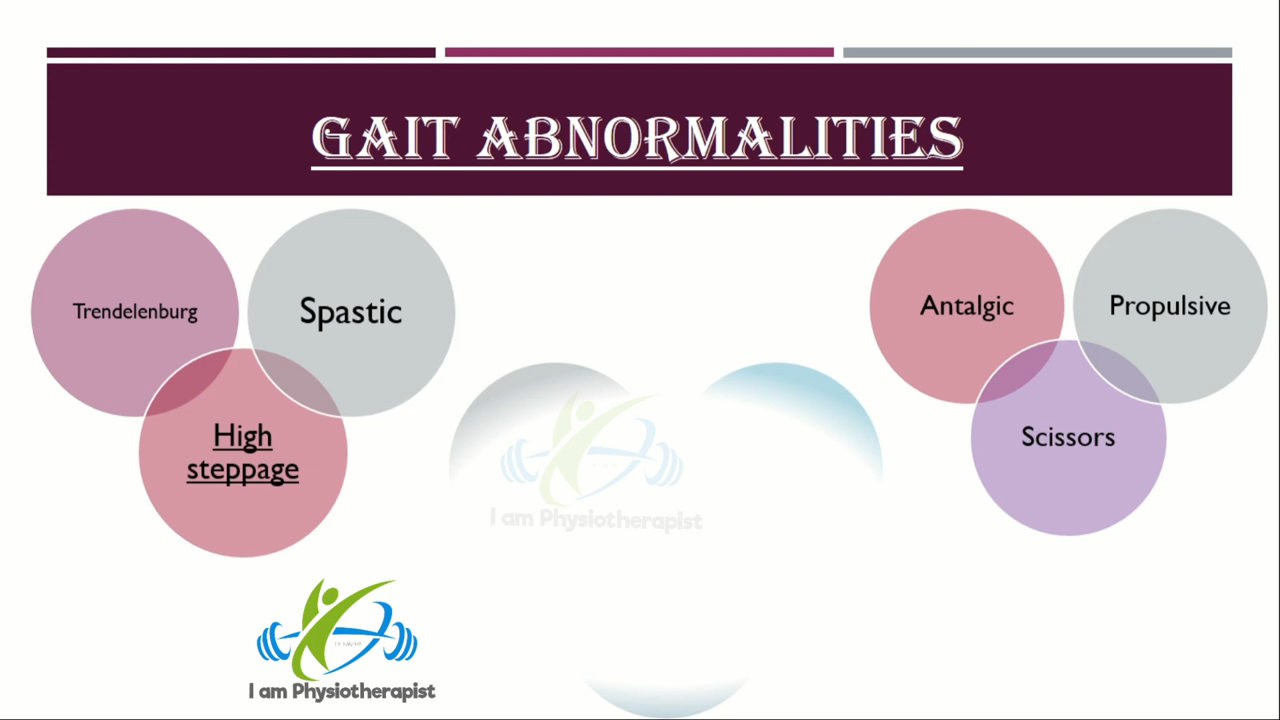 GAIT ABNORMALITIES
Trendelenburg
Spastic
High
steppage
Antalgic
Propulsive
Scissors
I am Physiotherapist
I am Physiotherapist